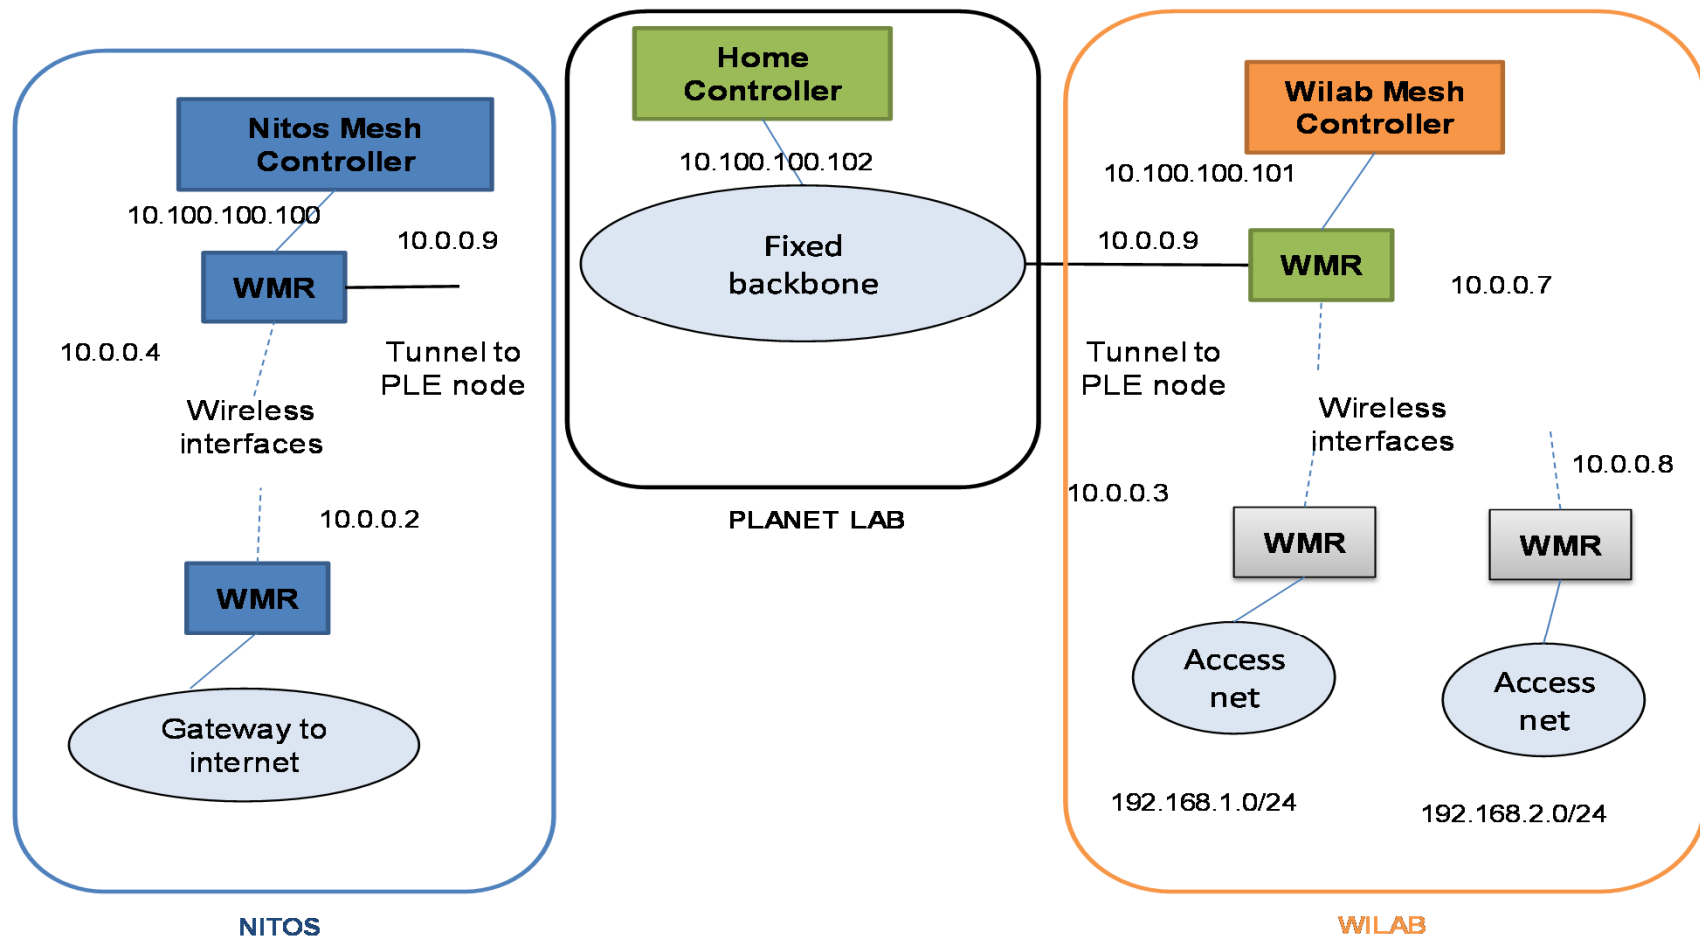 Nitos Mesh
Controller
10.100.100.100
10.0.0.9
WMR
10.0.0.4
Tunnel to
PLE node
Wireless
interfaces
10.0.0.2
WMR
Gateway to
internet
NITOS
Home
Controller
10.100.100.102
Fixed
backbone
PLANET LAB
Wilab Mesh
Controller
10.100.100.101
10.0.0.9
WMR
10.0.0.7
Tunnel to
PLE node
Wireless
interfaces
10.0.0.3
10.0.0.8
WMR
WMR
Access
net
Access
net
192.168.1.0/24
192.168.2.0/24
WILAB